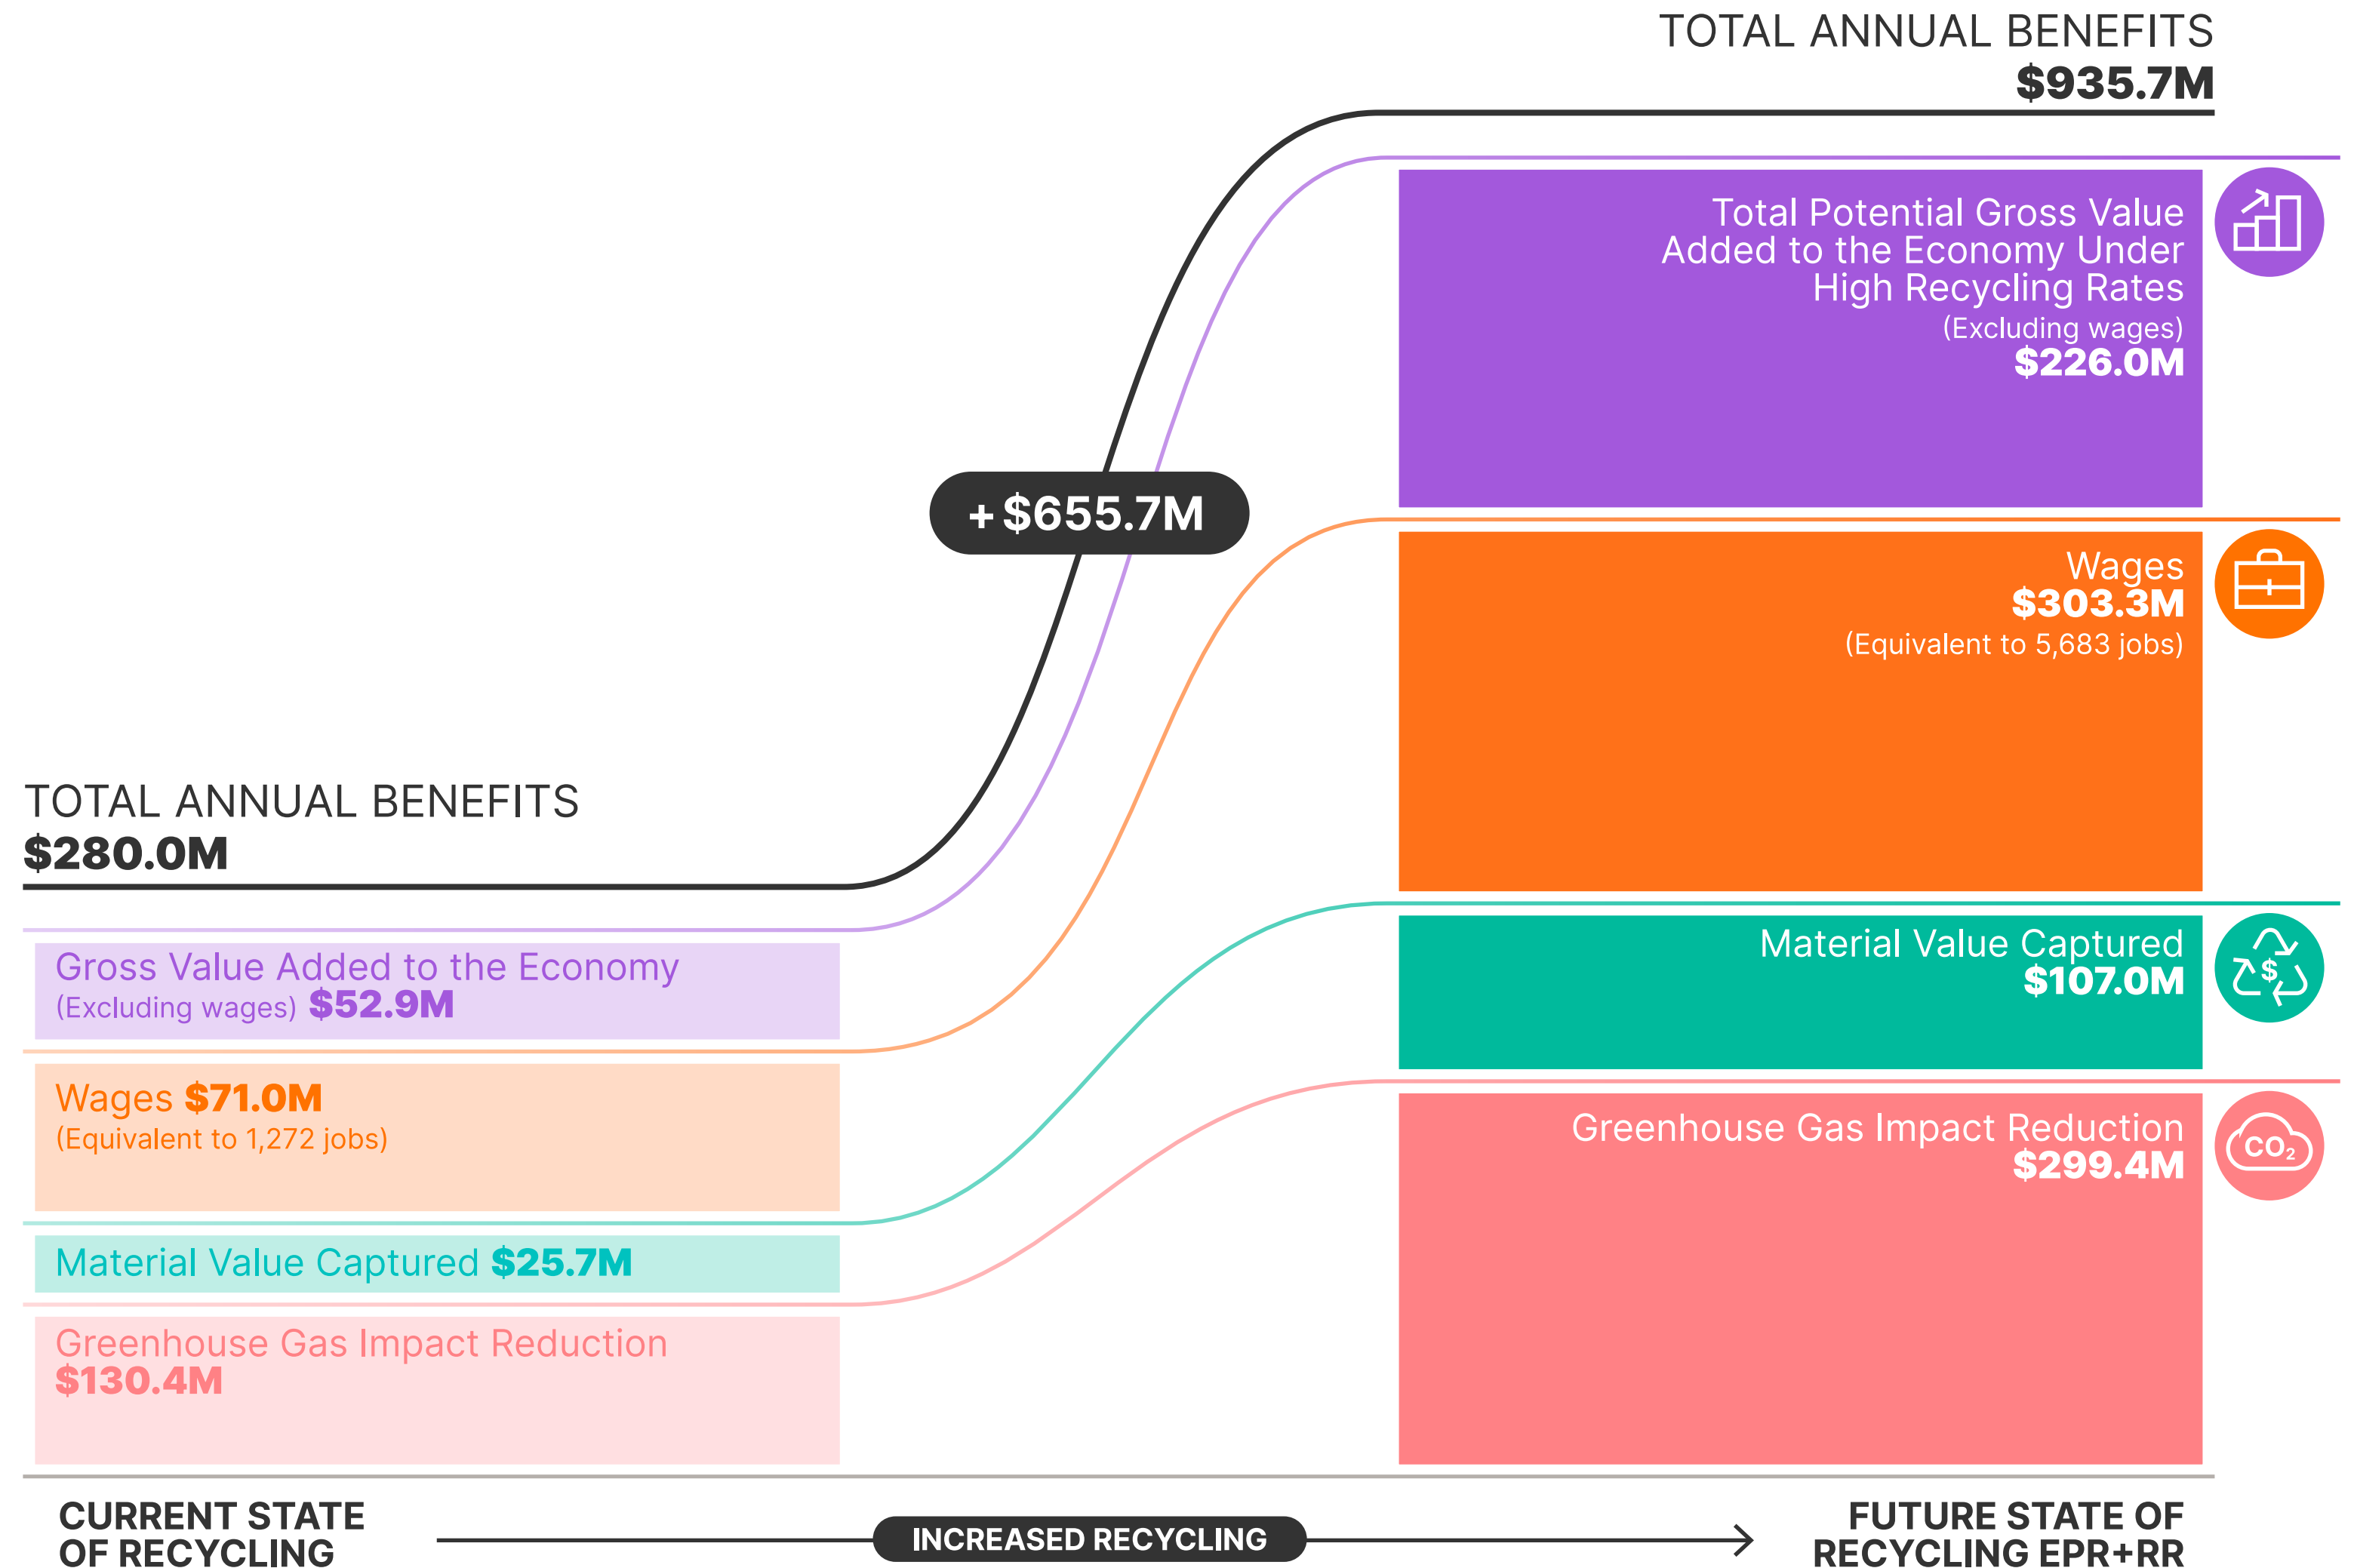 TOTAL ANNUAL BENEFITS
$935.7M
Total Potential Gross Value
Added to the Economy Under
High Recycling Rates
(Excluding wages)
$226.0M
+ $655.7M
Wages
$303.3M
(Equivalent to 5,683 jobs)
TOTAL ANNUAL BENEFITS
$280.0M
Gross Value Added to the Economy
(Excluding wages) $52.9M
Wages $71.0M
(Equivalent to 1,272 jobs)
Material Value Captured $25.7M
Greenhouse Gas Impact Reduction
$130.4M
Material Value Captured
$107.0M
$
Greenhouse Gas Impact Reduction
$299.4M
CO2
CURRENT STATE
OF RECYCLING
INCREASED RECYCLING
FUTURE STATE OF
RECYCLING EPR+RR